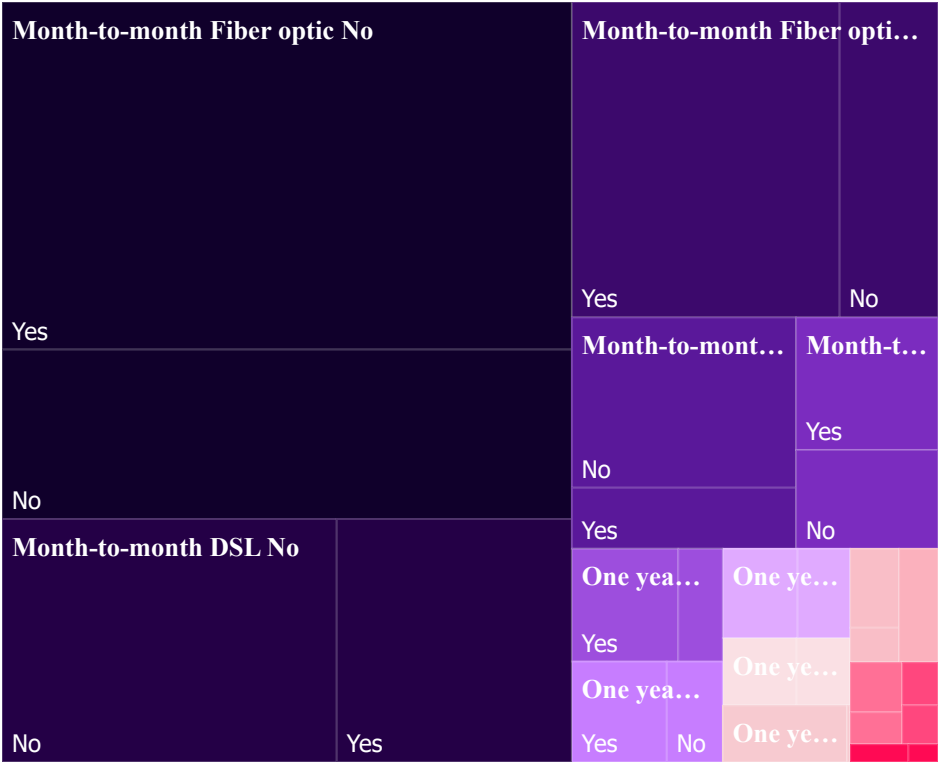 Month-to-month Fiber optic No
Yes
No
Month-to-month DSL No
No
Yes
Month-to-month Fiber opti…
Yes
No
Month-to-mont…
No
Yes
Month-t…
Yes
No
One yea…
Yes
One yea…
Yes
No
One ye…
One ye…
One ye…